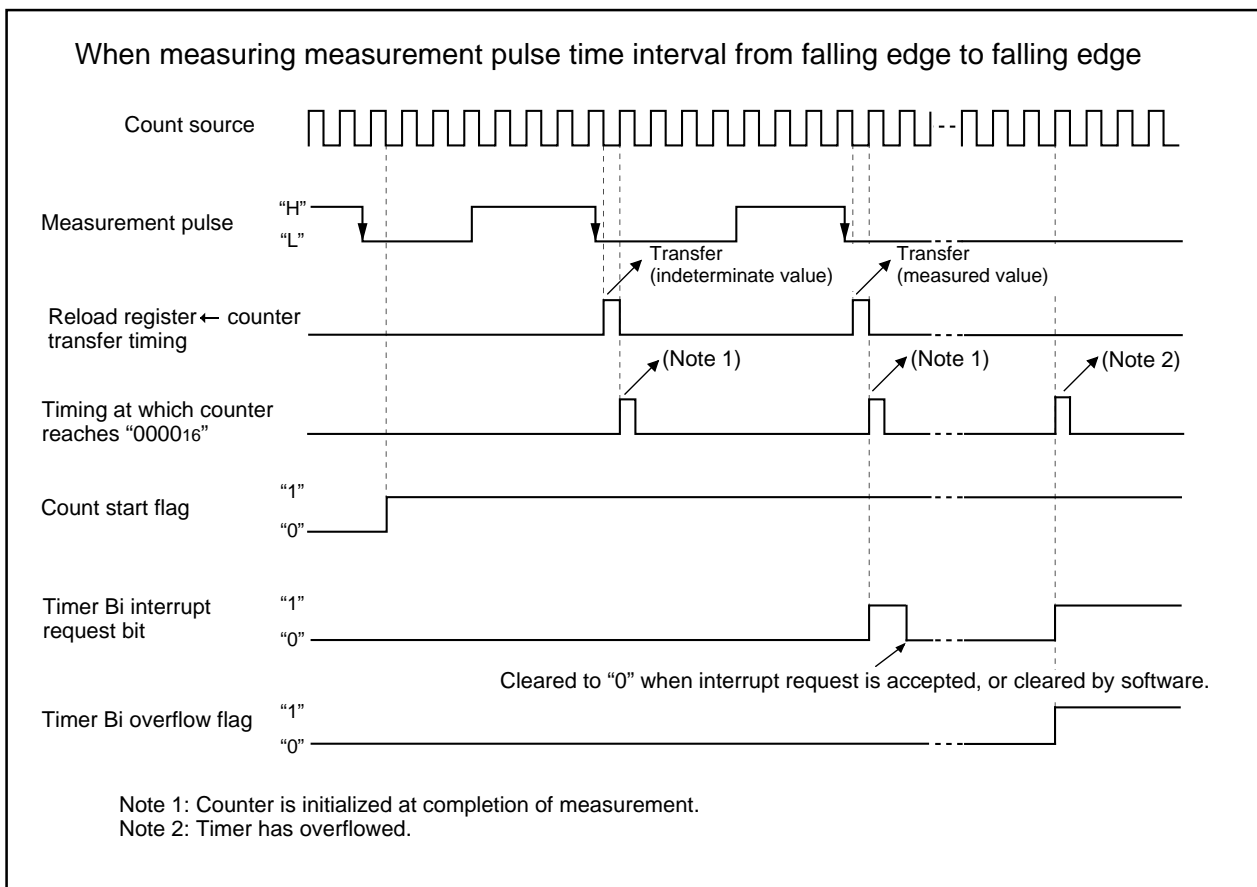 When measuring measurement pulse time interval from falling edge to falling edge
Count source
Measurement pulse
“H”
“L”
Transfer
(indeterminate value)
Transfer
(measured value)
Reload register ← counter
transfer timing
(Note 1)
(Note 1)
(Note 2)
Timing at which counter
reaches “000016”
Count start flag
“1”
“0”
Timer Bi interrupt
request bit
“1”
“0”
Cleared to “0” when interrupt request is accepted, or cleared by software.
Timer Bi overflow flag
“1”
“0”
Note 1: Counter is initialized at completion of measurement.
Note 2: Timer has overflowed.